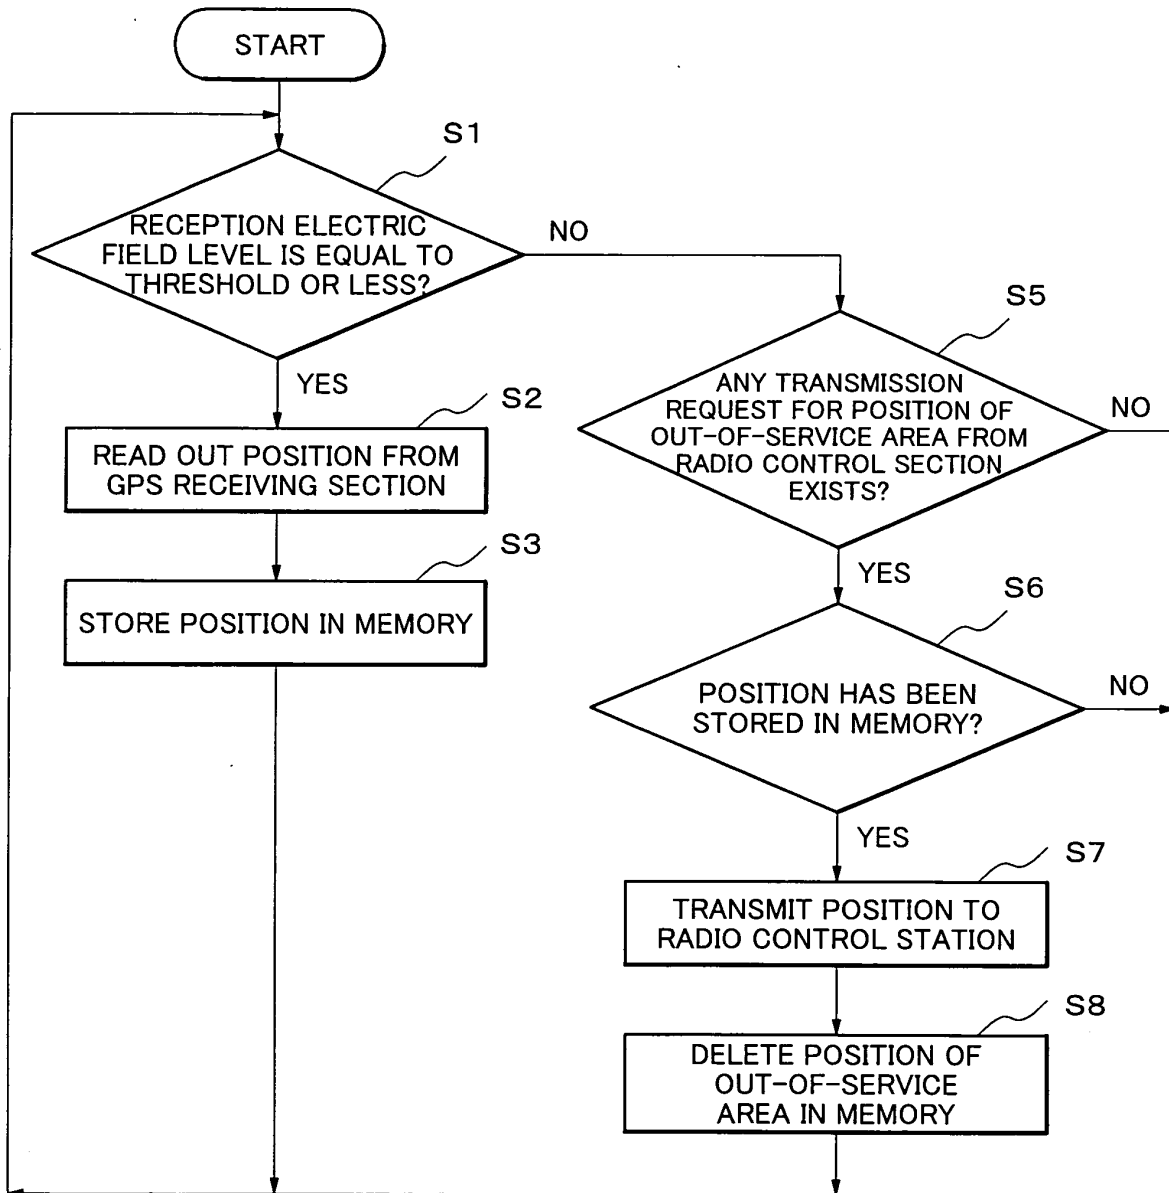 START
S1
RECEPTION ELECTRIC
FIELD LEVEL IS EQUAL TO
THRESHOLD OR LESS?
NO
YES
S2
READ OUT POSITION FROM
GPS RECEIVING SECTION
S3
STORE POSITION IN MEMORY
S5
ANY TRANSMISSION
REQUEST FOR POSITION OF
OUT-OF-SERVICE AREA FROM
RADIO CONTROL SECTION
EXISTS?
NO
YES
S6
POSITION HAS BEEN
STORED IN MEMORY?
NO
YES
S7
TRANSMIT POSITION TO
RADIO CONTROL STATION
S8
DELETE POSITION OF
OUT-OF-SERVICE
AREA IN MEMORY